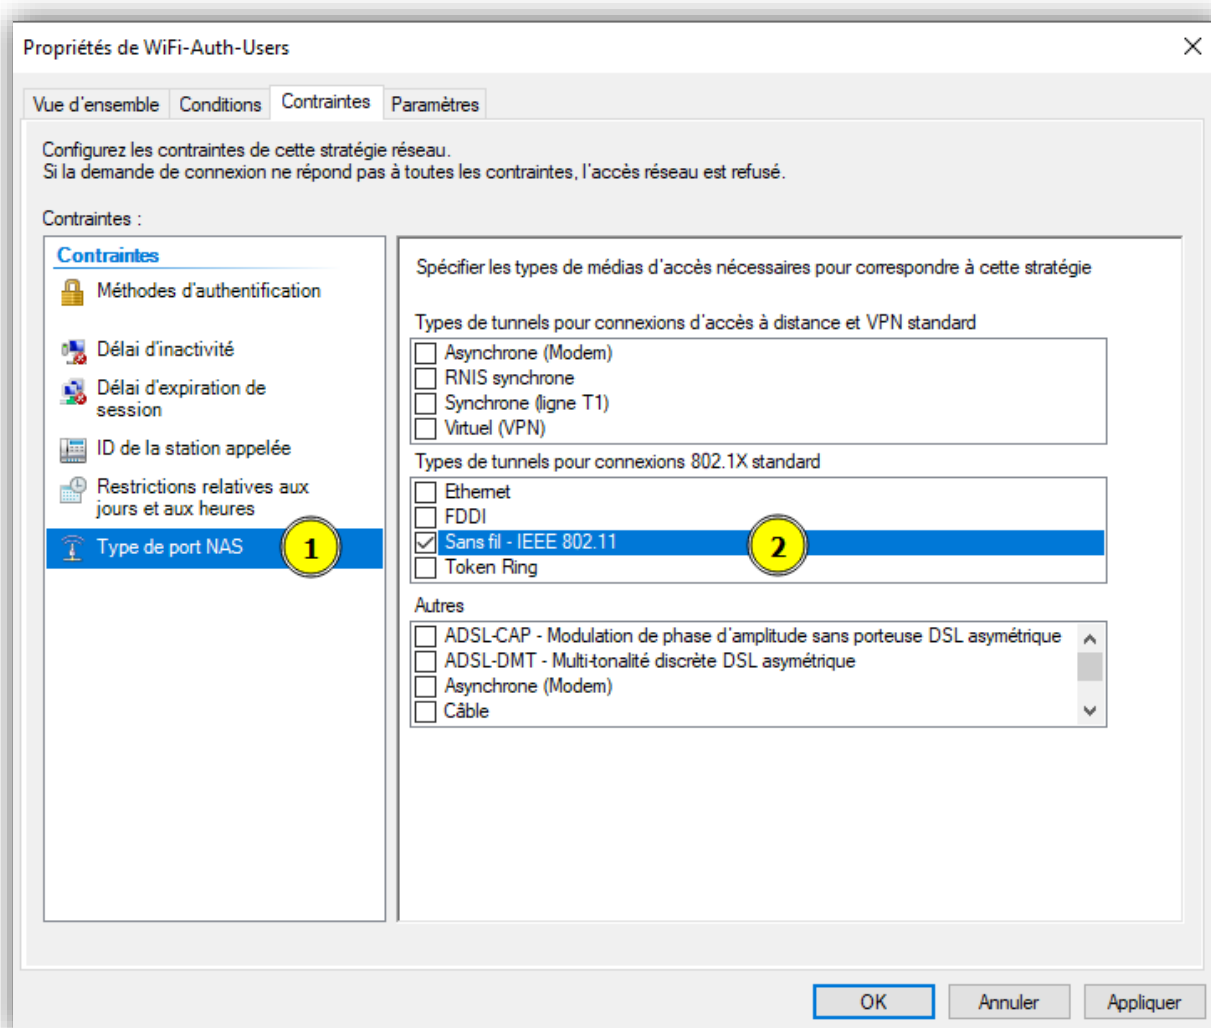 Propriétés de WiFi-Auth-Users
Vue d'ensemble Conditions Contraintes Paramètres
Configurez les contraintes de cette stratégie réseau.
Si la demande de connexion ne répond pas à toutes les contraintes, l'accès réseau est refusé.
Contraintes :
Contraintes
Méthodes d'authentification
Délai d'inactivité
Délai d'expiration de
session
ID de la station appelée
Restrictions relatives aux
jours et aux heures
Type de port NAS
1
Spécifier les types de médias d'accès nécessaires pour correspondre à cette stratégie
Types de tunnels pour connexions d'accès à distance et VPN standard
Asynchrone (Modem)
RNIS synchrone
Synchrone (ligne T1)
Virtuel (VPN)
Types de tunnels pour connexions 802.1X standard
Ethernet
FDDI
Sans fil - IEEE 802.11
2
Token Ring
Autres
ADSL-CAP - Modulation de phase d'amplitude sans porteuse DSL asymétrique
ADSL-DMT - Multi-tonalité discrète DSL asymétrique
Asynchrone (Modem)
Câble
OK Annuler Appliquer